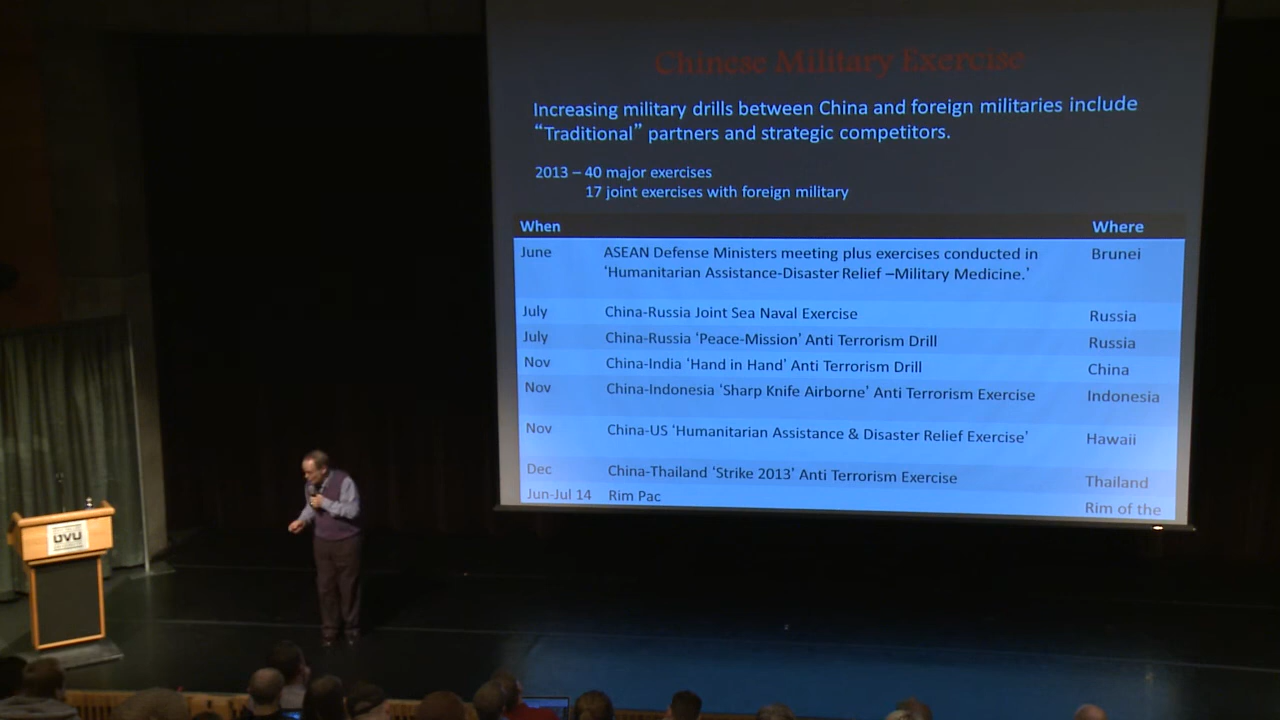 Chinese Military Exercise
Increasing military drills between China and foreign militaries include
“Traditional” partners and strategic competitors.
2013 – 40 major exercises
17 joint exercises with foreign military
When Where
June ASEAN Defense Ministers meeting plus exercises conducted in Brunei
‘Humanitarian Assistance-Disaster Relief –Military Medicine.’
July China-Russia Joint Sea Naval Exercise Russia
July China-Russia ‘Peace-Mission’ Anti Terrorism Drill Russia
Nov China-India ‘Hand in Hand’ Anti Terrorism Drill China
Nov China-Indonesia ‘Sharp Knife Airborne’ Anti Terrorism Exercise Indonesia
Nov China-US ‘Humanitarian Assistance & Disaster Relief Exercise’ Hawaii
Dec China-Thailand ‘Strike 2013’ Anti Terrorism Exercise Thailand
Jun-Jul 14 Rim Pac Rim of the
UVU